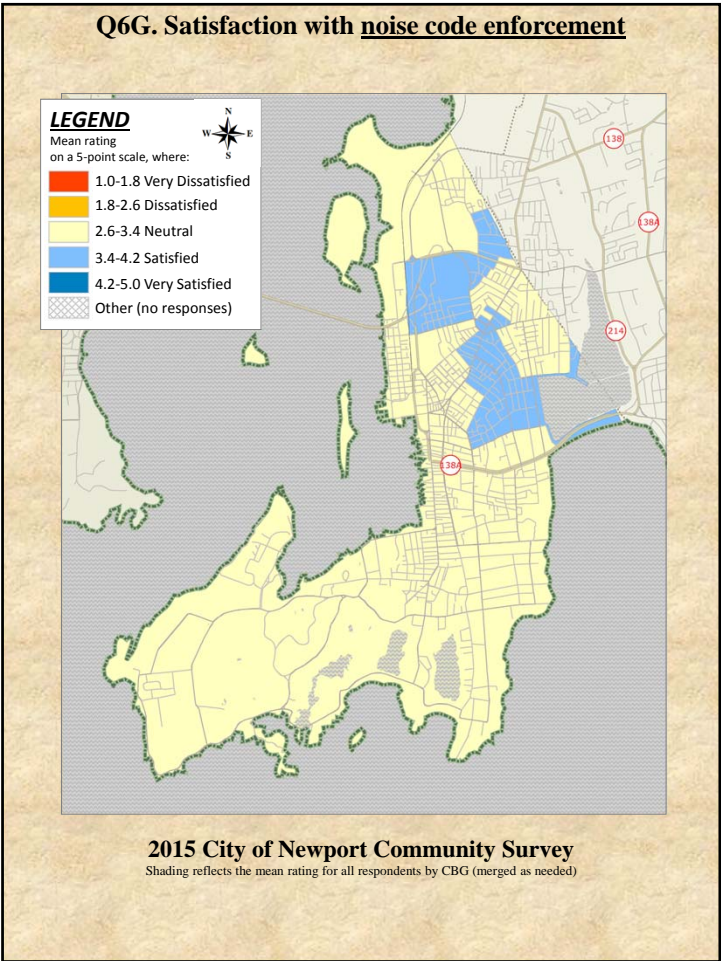 Q6G. Satisfaction with noise code enforcement
LEGEND
Mean rating
on a 5-point scale, where:
N
W E
S
1.0-1.8 Very Dissatisfied
1.8-2.6 Dissatisfied
2.6-3.4 Neutral
3.4-4.2 Satisfied
4.2-5.0 Very Satisfied
Other (no responses)
138
138A
214
138A
2015 City of Newport Community Survey
Shading reflects the mean rating for all respondents by CBG (merged as needed)